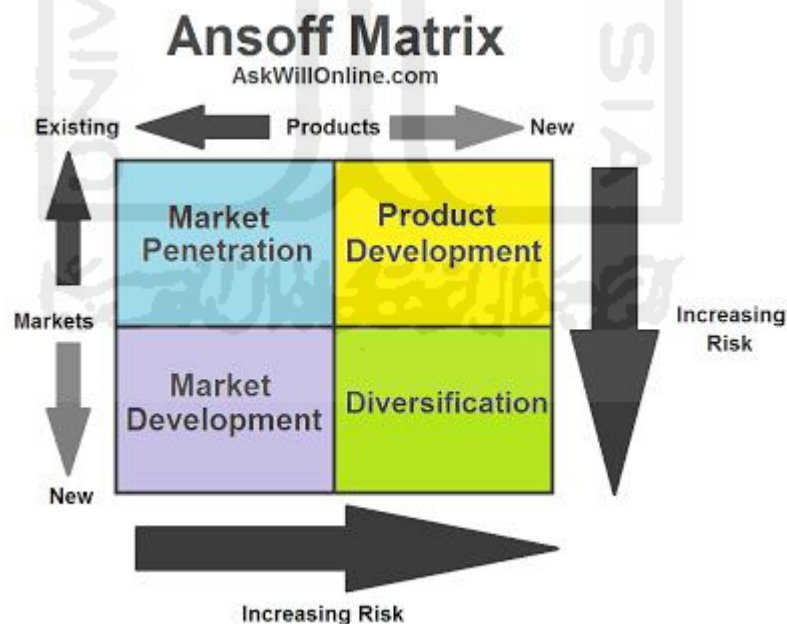 Ansoff Matrix
AskWillOnline.com
Existing Products New
Market
Penetration
Product
Development
Markets
Increasing
Risk
Market
Development
Diversification
New
Increasing Risk